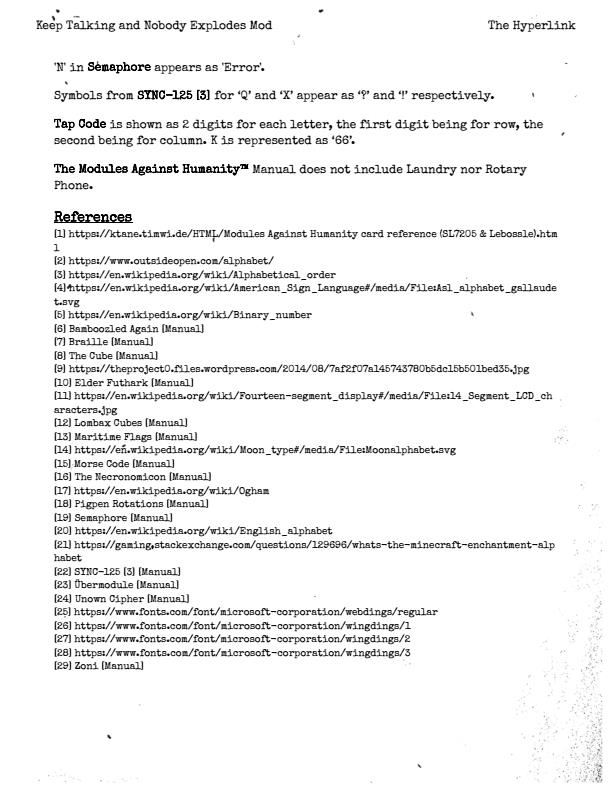 Keep Talking and Nobody Explodes Mod The Hyperlink
'N' in Semaphore appears as 'Error'.
Symbols from SYNC-125 [3] for 'Q' and 'X' appear as '?' and '!' respectively.
Tap Code is shown as 2 digits for each letter, the first digit being for row, the
second being for column. K is represented as '66'.
The Modules Against Humanity™ Manual does not include Laundry nor Rotary
Phone.
References
[1] https://ktane.timwi.de/HTML/Modules Against Humanity card reference (SL7205 & Lebossle).htm
l
[2] https://www.outsideopen.com/alphabet/
[3] https://en.wikipedia.org/wiki/Alphabetical_order
[4] https://en.wikipedia.org/wiki/American_Sign_Language#/media/File:Asl_alphabet_gallaude
t.svg
[5] https://en.wikipedia.org/wiki/Binary_number
[6] Bamboozled Again [Manual]
[7] Braille [Manual]
[8] The Cube [Manual]
[9] https://theproject0.files.wordpress.com/2014/08/7af2f07a145743780b5dc15b501bed35.jpg
[10] Elder Futhark [Manual]
[11] https://en.wikipedia.org/wiki/Fourteen-segment_display#/media/File:14_Segment_LCD_ch
aracters.jpg
[12] Lombax Cubes [Manual]
[13] Maritime Flags [Manual]
[14] https://en.wikipedia.org/wiki/Moon_type#/media/File:Moonalphabet.svg
[15] Morse Code [Manual]
[16] The Necronomicon [Manual]
[17] https://en.wikipedia.org/wiki/Ogham
[18] Pigpen Rotations [Manual]
[19] Semaphore [Manual]
[20] https://en.wikipedia.org/wiki/English_alphabet
[21] https://gaming.stackexchange.com/questions/129696/whats-the-minecraft-enchantment-alp
habet
[22] SYNC-125 [3] [Manual]
[23] Übermodule [Manual]
[24] Unown Cipher [Manual]
[25] https://www.fonts.com/font/microsoft-corporation/webdings/regular
[26] https://www.fonts.com/font/microsoft-corporation/wingdings/1
[27] https://www.fonts.com/font/microsoft-corporation/wingdings/2
[28] https://www.fonts.com/font/microsoft-corporation/wingdings/3
[29] Zoni [Manual]